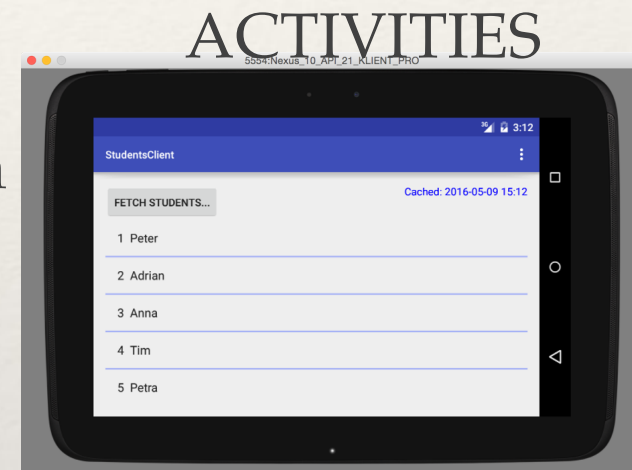 ACTIVITIES
5554:Nexus_10_API_21_KLIENT_PRO
3G 3:12
StudentsClient
FETCH STUDENTS...
Cached: 2016-05-09 15:12
1 Peter
2 Adrian
3 Anna
4 Tim
5 Petra